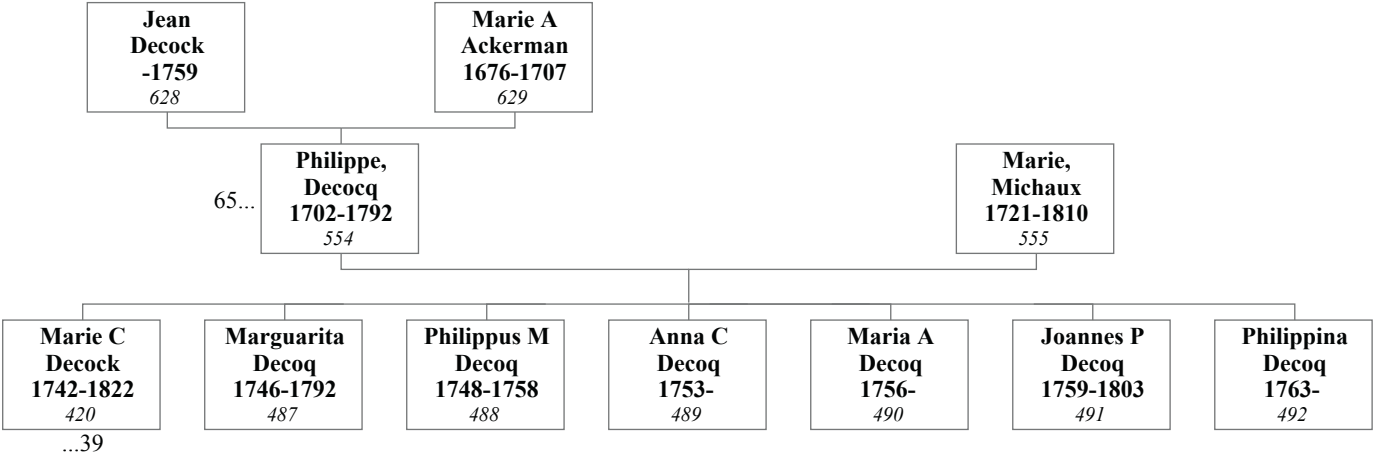 Jean
Decock
-1759
628
Marie A
Ackerman
1676-1707
629
65...
Philippe,
Decocq
1702-1792
554
Marie,
Michaux
1721-1810
555
Marie C
Decock
1742-1822
420
...39
Marguarita
Decoq
1746-1792
487
Philippus M
Decoq
1748-1758
488
Anna C
Decoq
1753-
489
Maria A
Decoq
1756-
490
Joannes P
Decoq
1759-1803
491
Philippina
Decoq
1763-
492